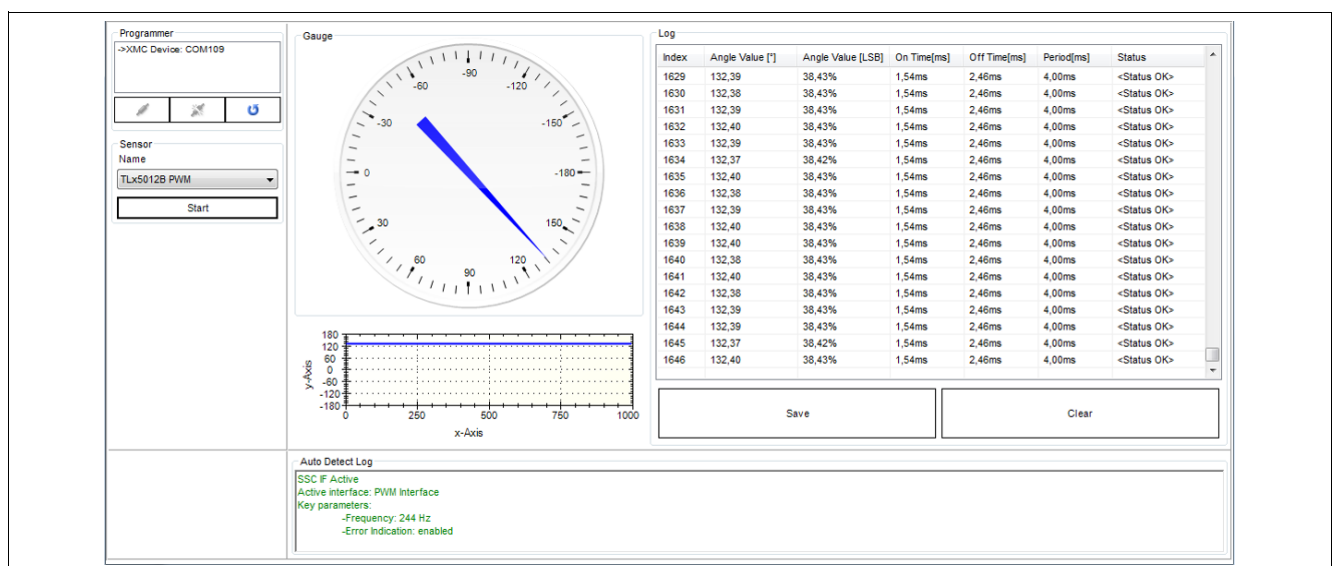 Programmer
->XMC Device: COM109
Sensor
Name
TLx5012B PWM
Start
Gauge
-90
-60 -120
-30 -150
0 -180
30 150
60 120
90
180
120
60
0
-60
-120
-180
y-Axis
0 250 500 750 1000
x-Axis
Log
Index Angle Value [°] Angle Value [LSB] On Time[ms] Off Time[ms] Period[ms] Status
1629 132,39 38,43% 1,54ms 2,46ms 4,00ms <Status OK>
1630 132,38 38,43% 1,54ms 2,46ms 4,00ms <Status OK>
1631 132,39 38,43% 1,54ms 2,46ms 4,00ms <Status OK>
1632 132,40 38,43% 1,54ms 2,46ms 4,00ms <Status OK>
1633 132,39 38,43% 1,54ms 2,46ms 4,00ms <Status OK>
1634 132,37 38,42% 1,54ms 2,46ms 4,00ms <Status OK>
1635 132,40 38,43% 1,54ms 2,46ms 4,00ms <Status OK>
1636 132,38 38,43% 1,54ms 2,46ms 4,00ms <Status OK>
1637 132,39 38,43% 1,54ms 2,46ms 4,00ms <Status OK>
1638 132,40 38,43% 1,54ms 2,46ms 4,00ms <Status OK>
1639 132,40 38,43% 1,54ms 2,46ms 4,00ms <Status OK>
1640 132,38 38,43% 1,54ms 2,46ms 4,00ms <Status OK>
1641 132,40 38,43% 1,54ms 2,46ms 4,00ms <Status OK>
1642 132,38 38,43% 1,54ms 2,46ms 4,00ms <Status OK>
1643 132,39 38,43% 1,54ms 2,46ms 4,00ms <Status OK>
1644 132,39 38,43% 1,54ms 2,46ms 4,00ms <Status OK>
1645 132,37 38,42% 1,54ms 2,46ms 4,00ms <Status OK>
1646 132,40 38,43% 1,54ms 2,46ms 4,00ms <Status OK>
Save Clear
Auto Detect Log
SSC IF Active
Active interface: PWM Interface
Key parameters:
-Frequency: 244 Hz
-Error Indication: enabled